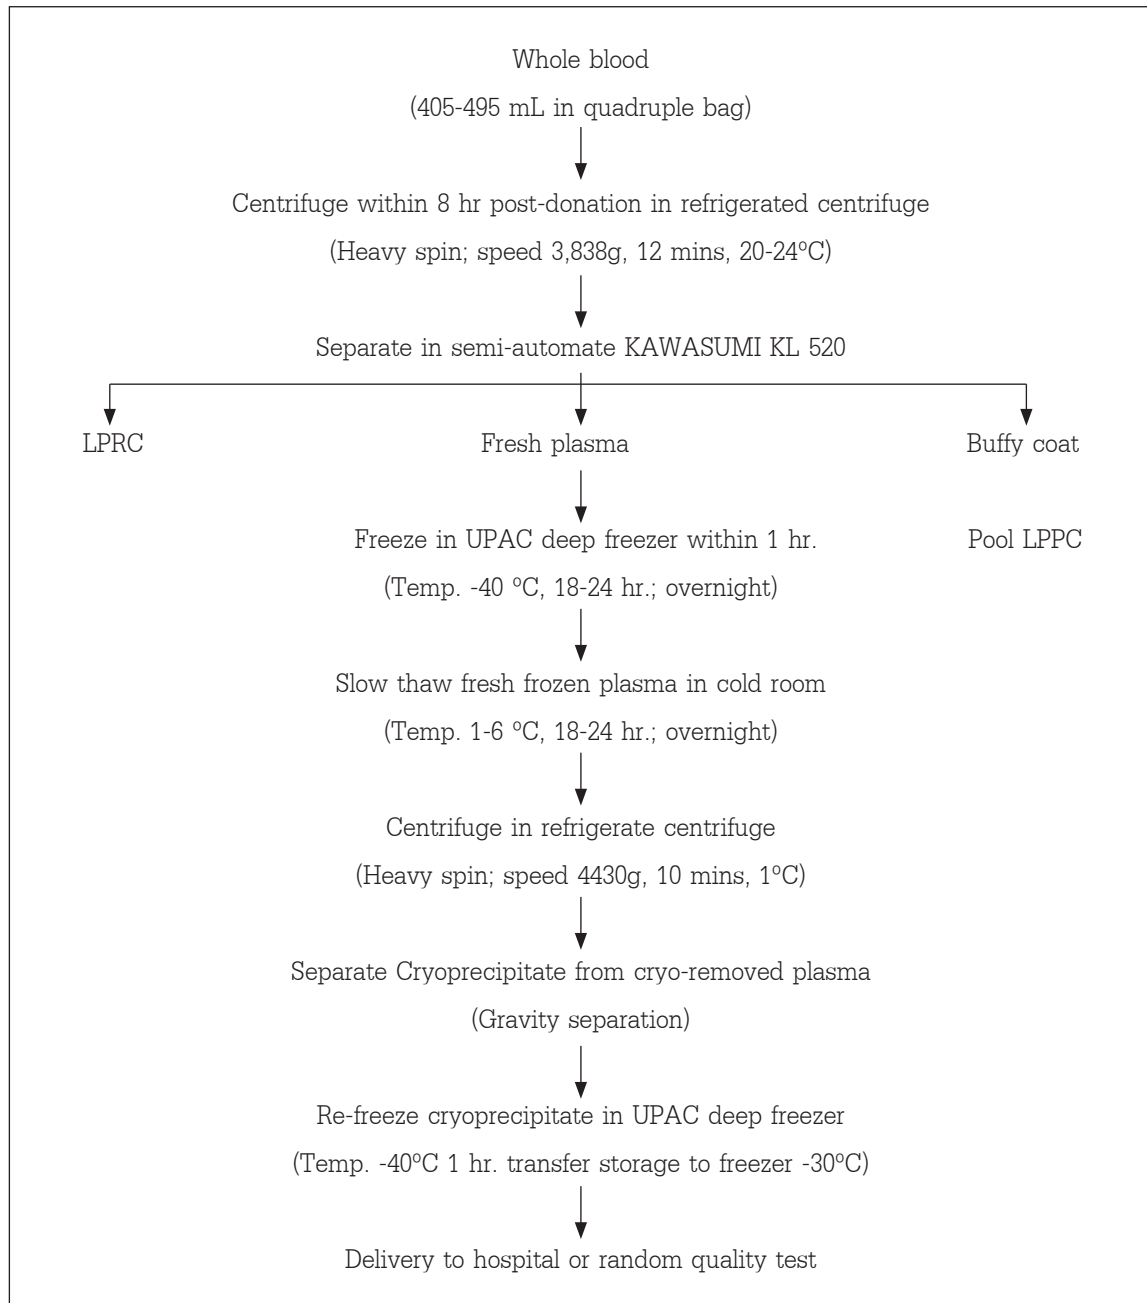 Whole blood
(405-495 mL in quadruple bag)
Centrifuge within 8 hr post-donation in refrigerated centrifuge
(Heavy spin; speed 3,838g, 12 mins, 20-24ºC)
Separate in semi-automate KAWASUMI KL 520
LPRC Fresh plasma Buffy coat
Freeze in UPAC deep freezer within 1 hr. Pool LPPC
(Temp. -40 ºC, 18-24 hr.; overnight)
Slow thaw fresh frozen plasma in cold room
(Temp. 1-6 ºC, 18-24 hr.; overnight)
Centrifuge in refrigerate centrifuge
(Heavy spin; speed 4430g, 10 mins, 1ºC)
Separate Cryoprecipitate from cryo-removed plasma
(Gravity separation)
Re-freeze cryoprecipitate in UPAC deep freezer
(Temp. -40ºC 1 hr. transfer storage to freezer -30ºC)
Delivery to hospital or random quality test